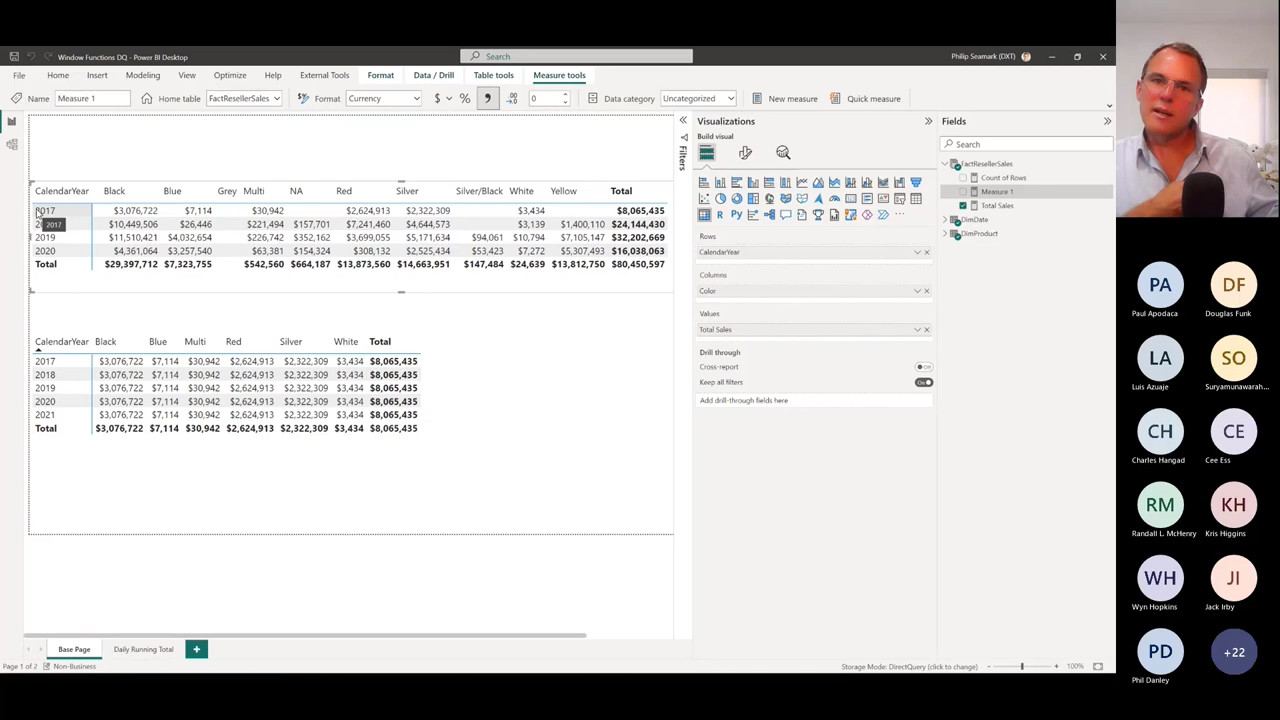 Window Functions DQ - Power BI Desktop
Search
Philip Seamark (DXT)
File Home Insert Modeling View Optimize Help External Tools Format Data / Drill Table tools Measure tools
Name Measure 1 Home table FactResellerSales Format Currency $ % 0 Data category Uncategorized New measure Quick measure
CalendarYear Black Blue Grey Multi NA Red Silver Silver/Black White Yellow Total
2017 $3,076,722 $7,114 $30,942 $2,624,913 $2,322,309 $3,434 $8,065,435
$10,449,506 $26,446 $221,494 $157,701 $7,241,460 $4,644,573 $3,139 $1,400,110 $24,144,430
2017
2019 $11,510,421 $4,032,654 $226,742 $352,162 $3,699,055 $5,171,634 $94,061 $10,794 $7,105,147 $32,202,669
2020 $4,361,064 $3,257,540 $63,381 $154,324 $308,132 $2,525,434 $53,423 $7,272 $5,307,493 $16,038,063
Total $29,397,712 $7,323,755 $542,560 $664,187 $13,873,560 $14,663,951 $147,484 $24,639 $13,812,750 $80,450,597
CalendarYear Black Blue Multi Red Silver White Total
2017 $3,076,722 $7,114 $30,942 $2,624,913 $2,322,309 $3,434 $8,065,435
2018 $3,076,722 $7,114 $30,942 $2,624,913 $2,322,309 $3,434 $8,065,435
2019 $3,076,722 $7,114 $30,942 $2,624,913 $2,322,309 $3,434 $8,065,435
2020 $3,076,722 $7,114 $30,942 $2,624,913 $2,322,309 $3,434 $8,065,435
2021 $3,076,722 $7,114 $30,942 $2,624,913 $2,322,309 $3,434 $8,065,435
Total $3,076,722 $7,114 $30,942 $2,624,913 $2,322,309 $3,434 $8,065,435
Filters
Visualizations
Build visual
R Py
Rows
CalendarYear
Columns
Color
Values
Total Sales
Drill through
Cross-report
Off
Keep all filters
On
Add drill-through fields here
Fields
Search
FactResellerSales
Count of Rows
Measure 1
Total Sales
DimDate
DimProduct
Base Page
Daily Running Total
Page 1 of 2
Non-Business
Storage Mode: DirectQuery (click to change)
100%
PA
Paul Apodaca
DF
Douglas Funk
LA
Luis Azuaje
SO
Suryamunawarah...
CH
Charles Hangad
CE
Cee Ess
RM
Randall L. McHenry
KH
Kris Higgins
WH
Wyn Hopkins
JI
Jack Irby
PD
Phil Danley
+22